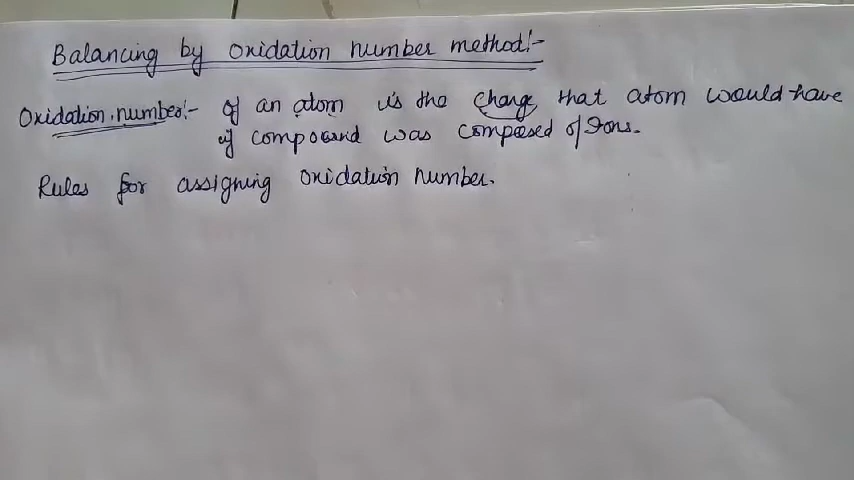 Balancing by Oxidation number method:-
Oxidation number:- of an atom is the charge that atom would have
if compound was composed of Ions.
Rules for assigning oxidation number.